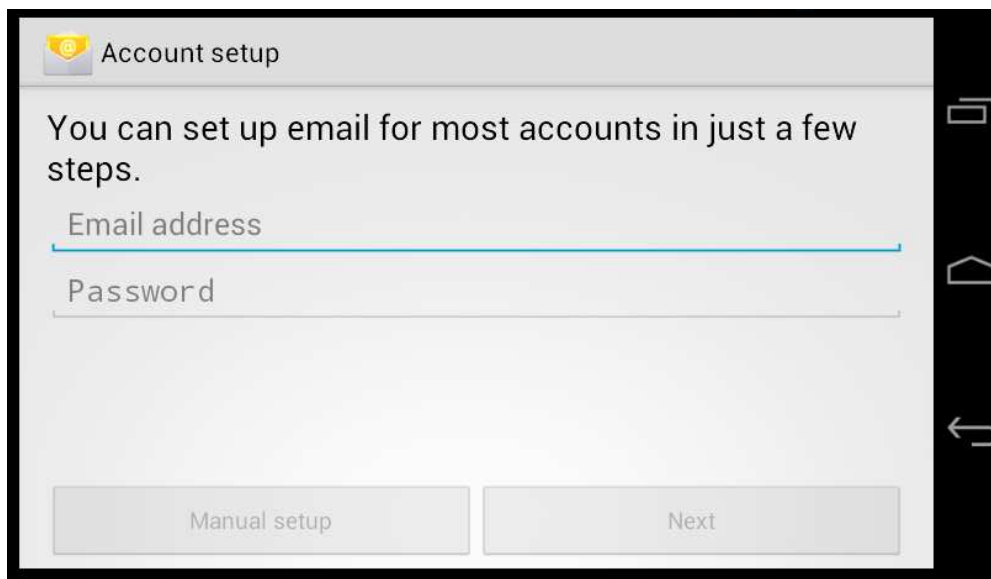 Account setup
You can set up email for most accounts in just a few
steps.
Email address
Password
Manual setup
Next